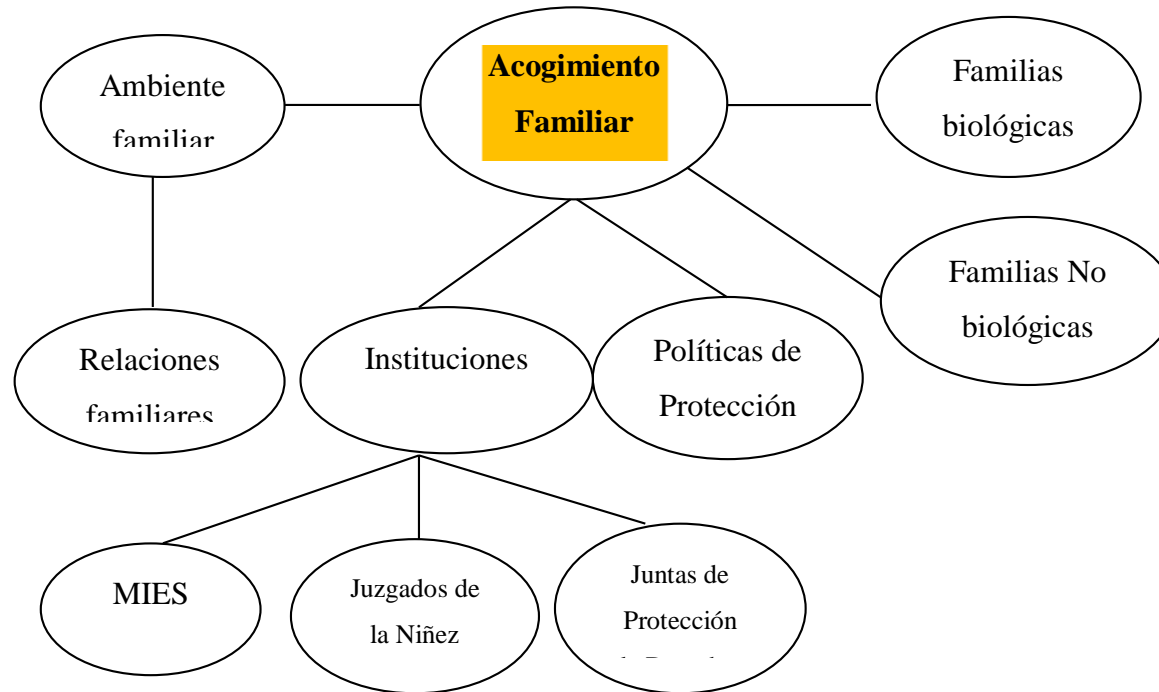 Acogimiento
Familiar
Ambiente
familiar
Familias
biológicas
Familias No
biológicas
Relaciones
familiares
Instituciones
Políticas de
Protección
MIES
Juzgados de
la Niñez
Juntas de
Protección